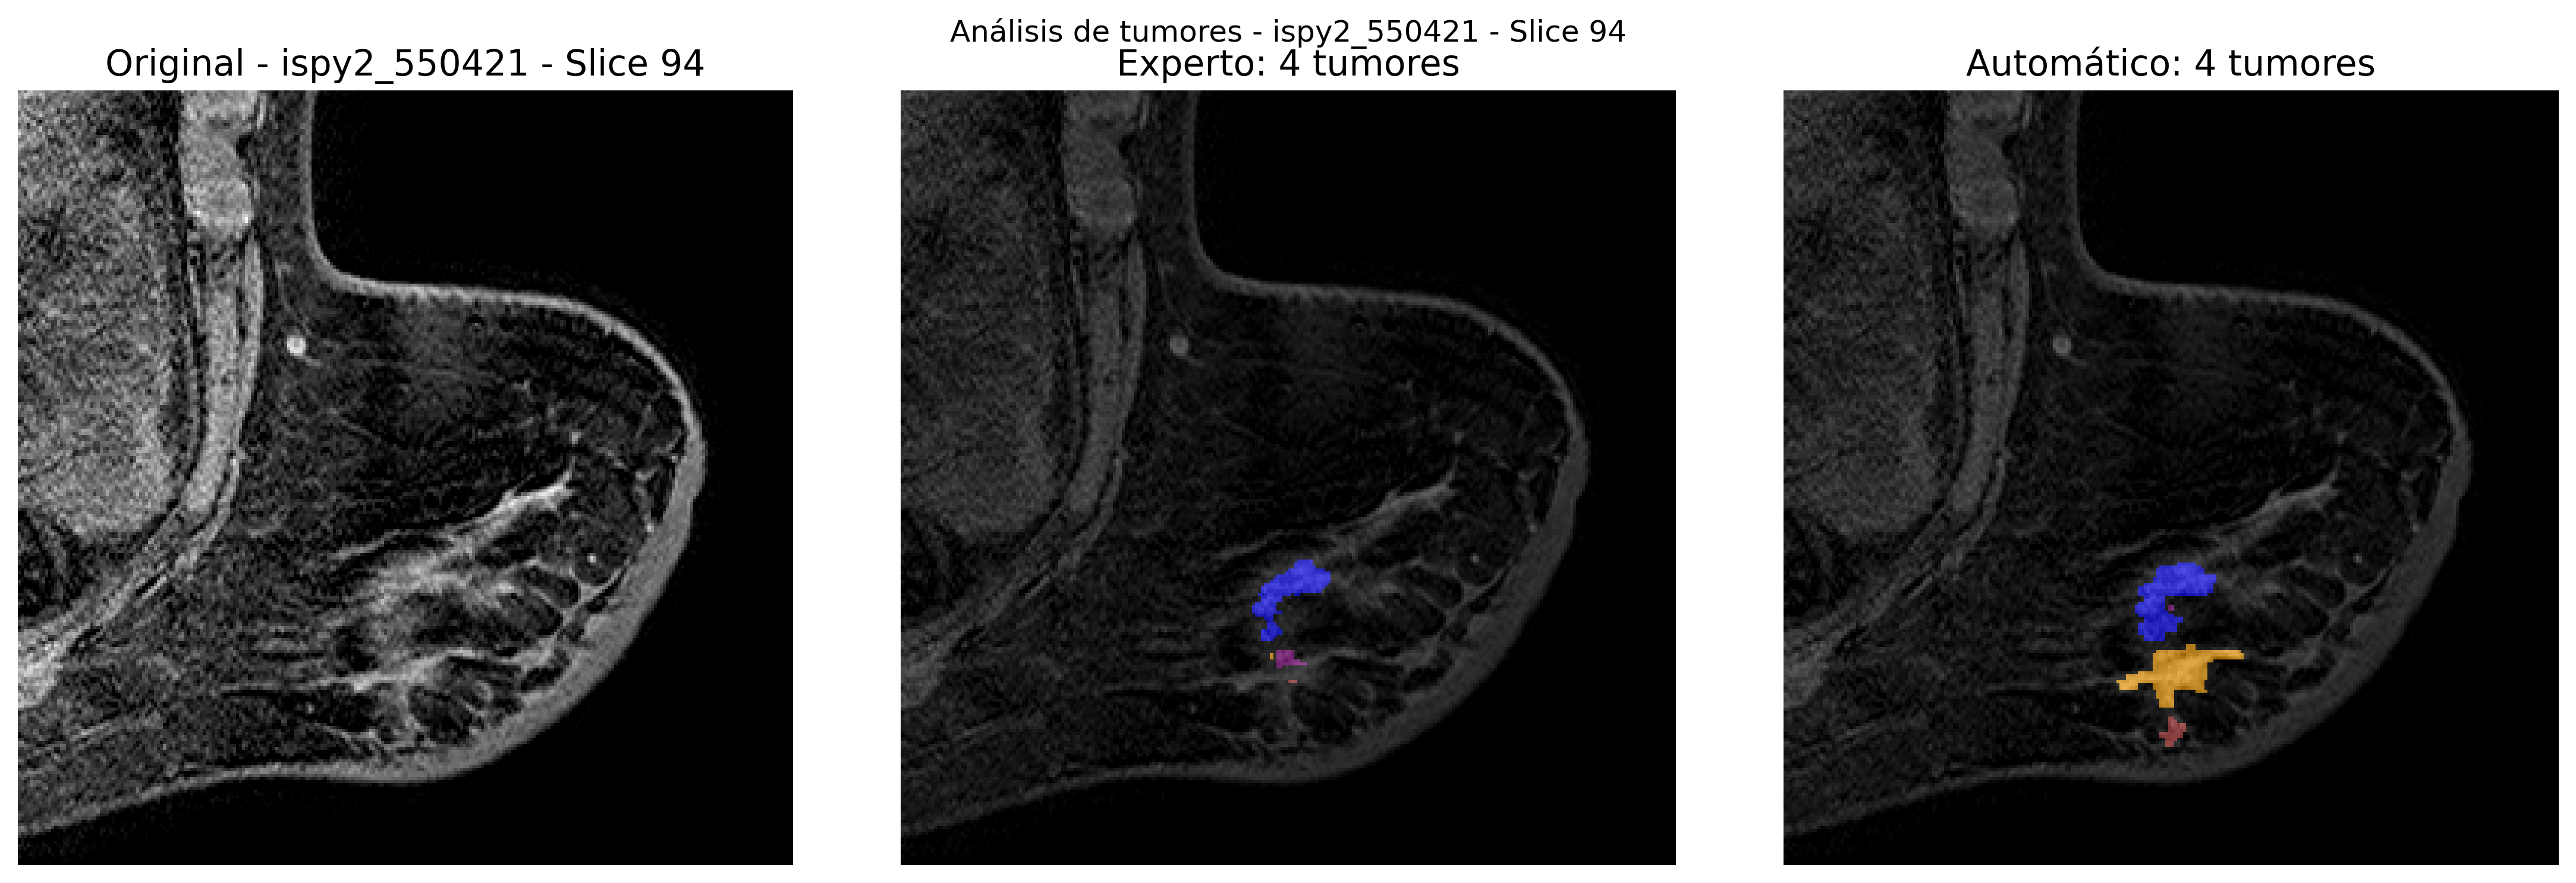 Análisis de tumores - ispy2_550421 - Slice 94
Original - ispy2_550421 - Slice 94
Experto: 4 tumores
Automático: 4 tumores